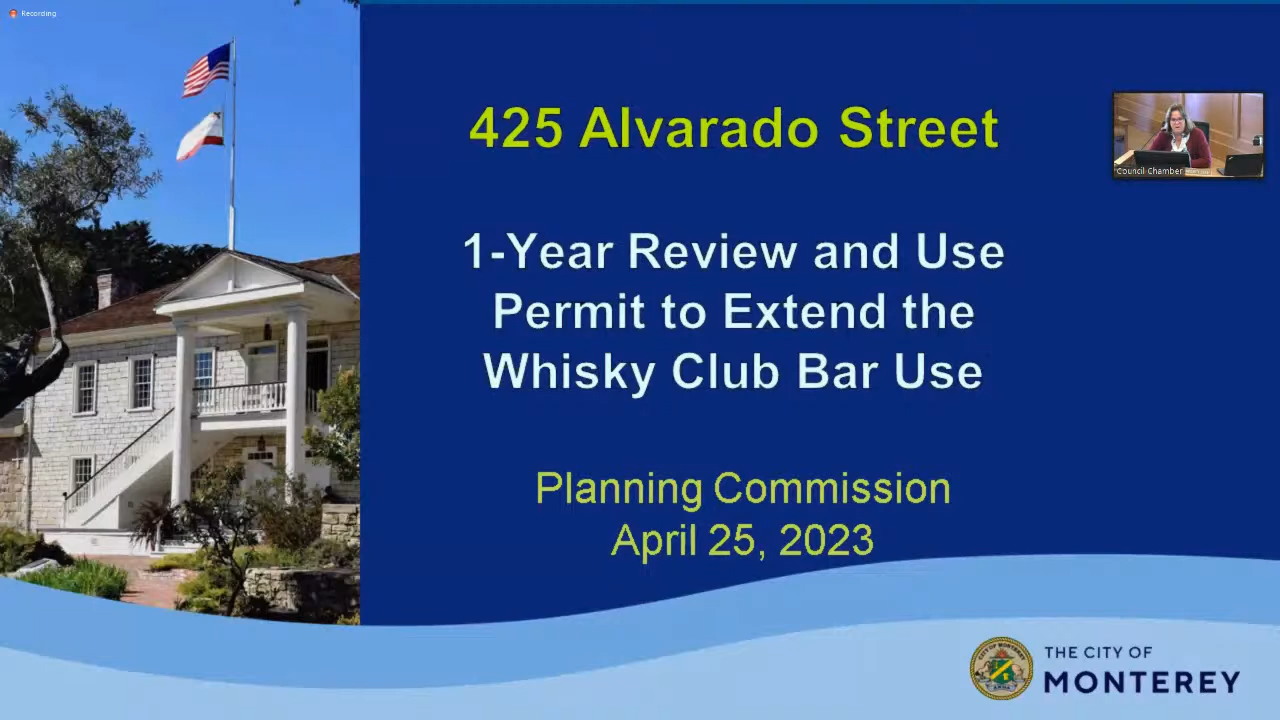 Recording
425 Alvarado Street
Council Chamber
1-Year Review and Use
Permit to Extend the
Whisky Club Bar Use
Planning Commission
April 25, 2023
THE CITY OF
MONTEREY